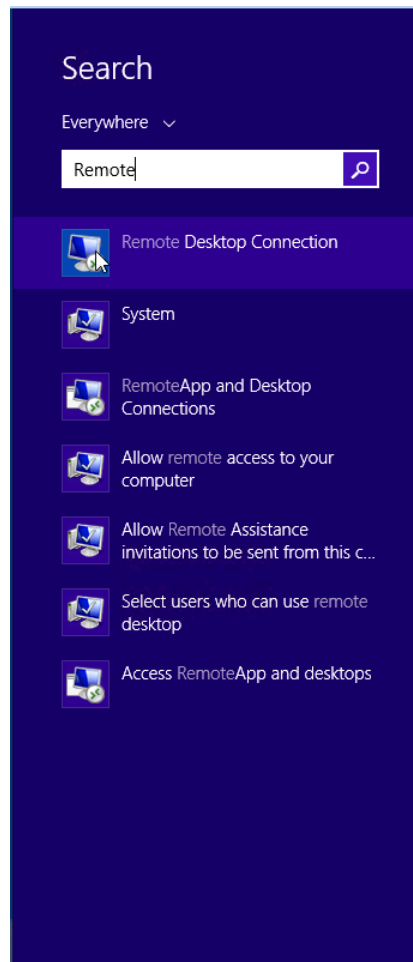 Search
Everywhere
Remote
Remote Desktop Connection
System
RemoteApp and Desktop
Connections
Allow remote access to your
computer
Allow Remote Assistance
invitations to be sent from this c...
Select users who can use remote
desktop
Access RemoteApp and desktops